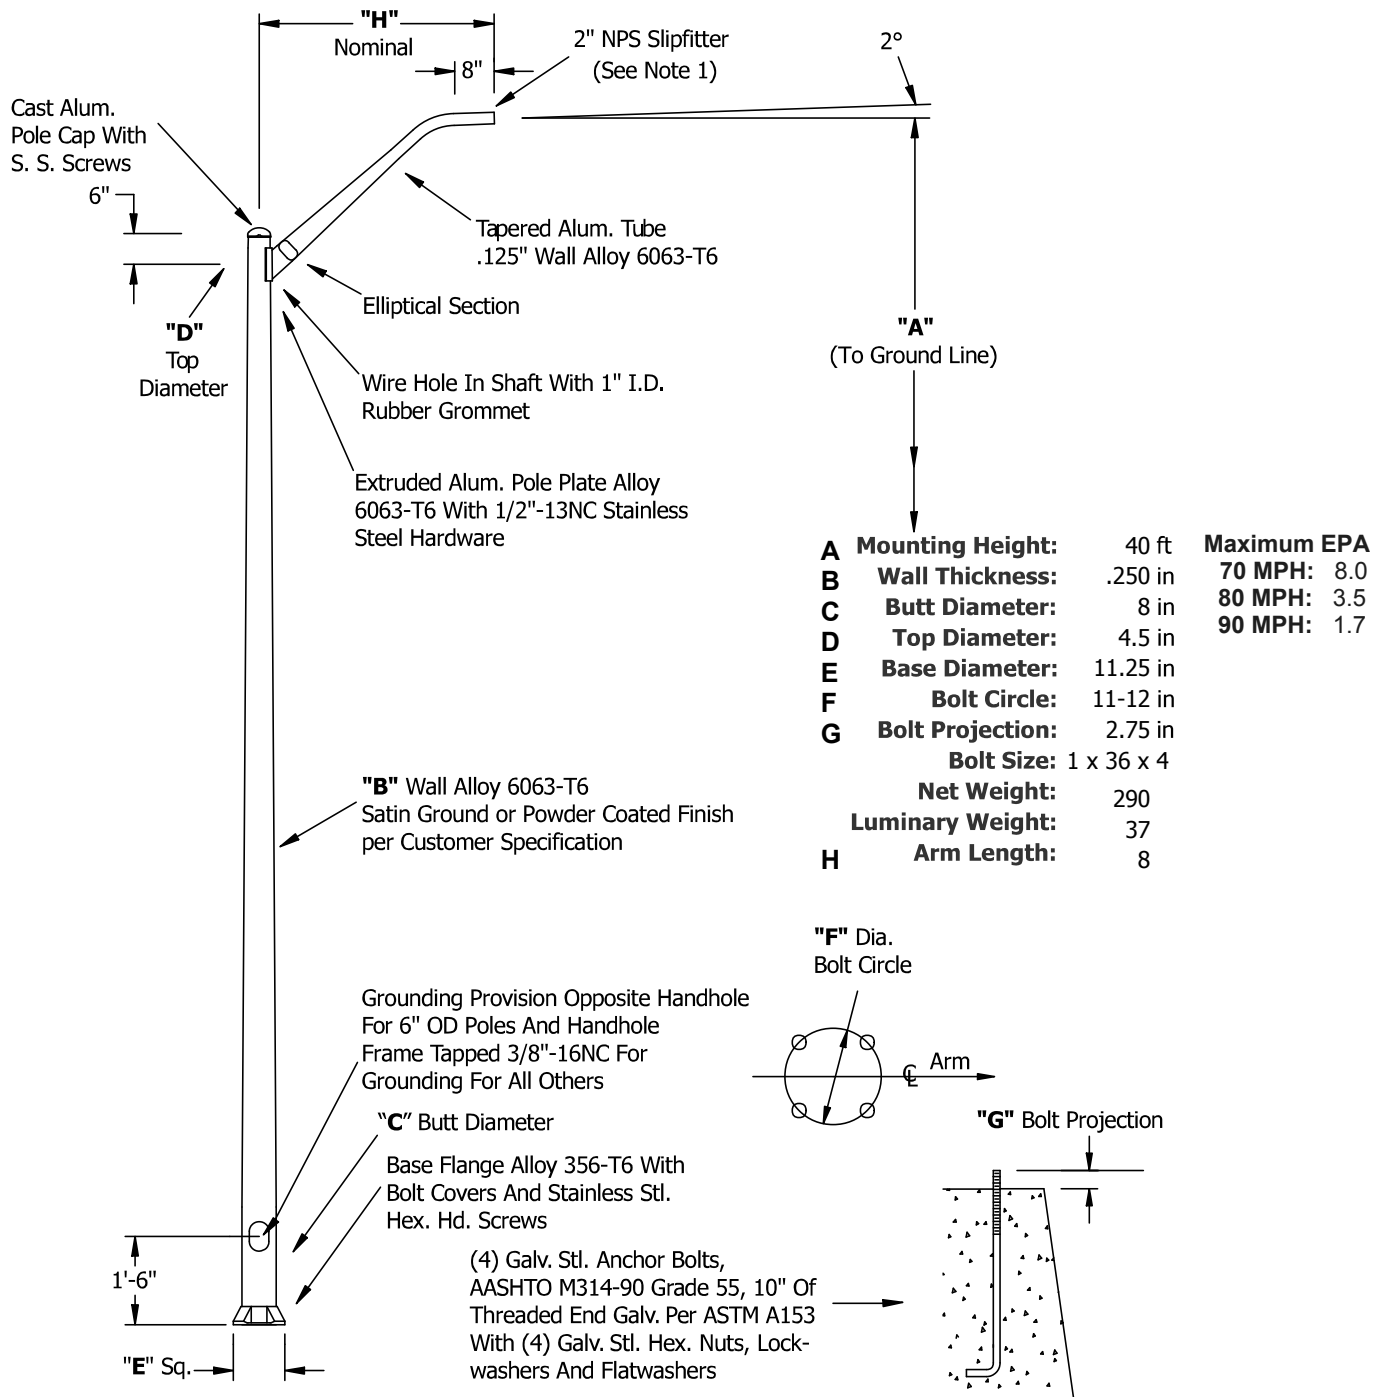 "H"
Nominal
8"
2" NPS Slipfitter
(See Note 1)
2°
Cast Alum.
Pole Cap With
S. S. Screws
6"
Tapered Alum. Tube
.125" Wall Alloy 6063-T6
Elliptical Section
"D"
Top
Diameter
"A"
(To Ground Line)
Wire Hole In Shaft With 1" I.D.
Rubber Grommet
Extruded Alum. Pole Plate Alloy
6063-T6 With 1/2"-13NC Stainless
Steel Hardware
A Mounting Height: 40 ft
B Wall Thickness: .250 in
C Butt Diameter: 8 in
D Top Diameter: 4.5 in
E Base Diameter: 11.25 in
F Bolt Circle: 11-12 in
G Bolt Projection: 2.75 in
Bolt Size: 1 x 36 x 4
Net Weight: 290
Luminary Weight: 37
H Arm Length: 8
Maximum EPA
70 MPH: 8.0
80 MPH: 3.5
90 MPH: 1.7
"B" Wall Alloy 6063-T6
Satin Ground or Powder Coated Finish
per Customer Specification
"F" Dia.
Bolt Circle
℄ Arm
Grounding Provision Opposite Handhole
For 6" OD Poles And Handhole
Frame Tapped 3/8"-16NC For
Grounding For All Others
“C” Butt Diameter
Base Flange Alloy 356-T6 With
Bolt Covers And Stainless Stl.
Hex. Hd. Screws
"G" Bolt Projection
1'-6"
(4) Galv. Stl. Anchor Bolts,
AASHTO M314-90 Grade 55, 10" Of
Threaded End Galv. Per ASTM A153
With (4) Galv. Stl. Hex. Nuts, Lock-
washers And Flatwashers
"E" Sq.